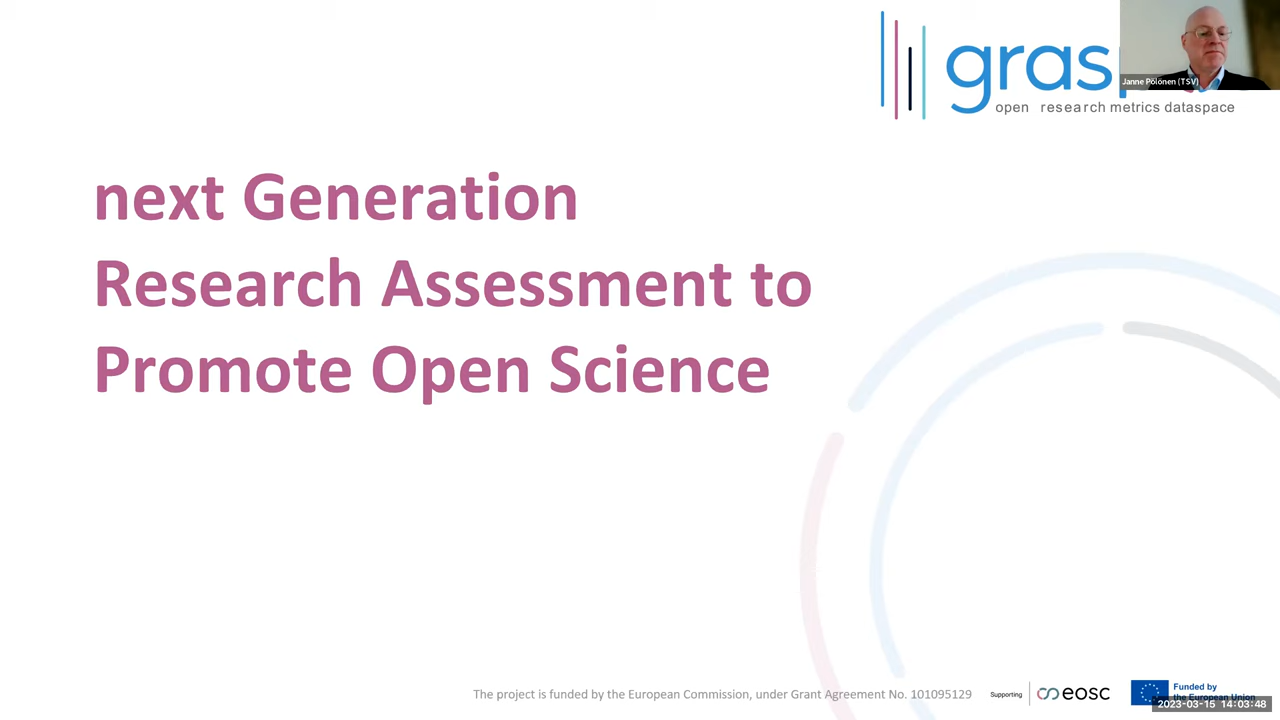 grasp
Janne Pölönen (TSV)
open research metrics dataspace
next Generation
Research Assessment to
Promote Open Science
The project is funded by the European Commission, under Grant Agreement No. 101095129
Supporting
eosc
Funded by
the European Union
2023-03-15 14:03:48